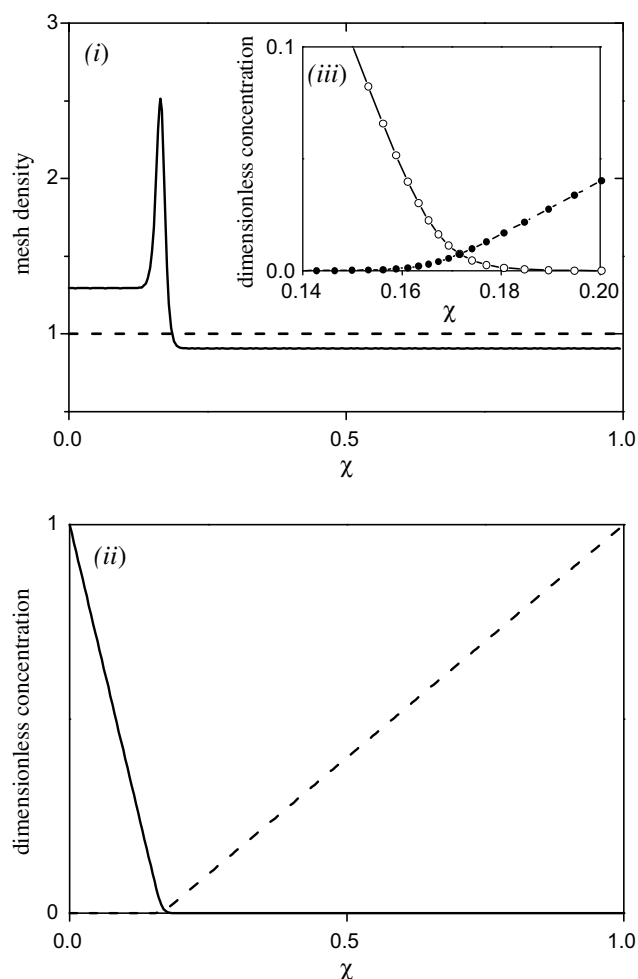 3
(i)
2
mesh density
1
0.0 0.5 1.0
χ
0.1
(iii)
dimensionless concentration
0.0
0.14 0.16 0.18 0.20
χ
1
(ii)
dimensionless concentration
0
0.0 0.5 1.0
χ